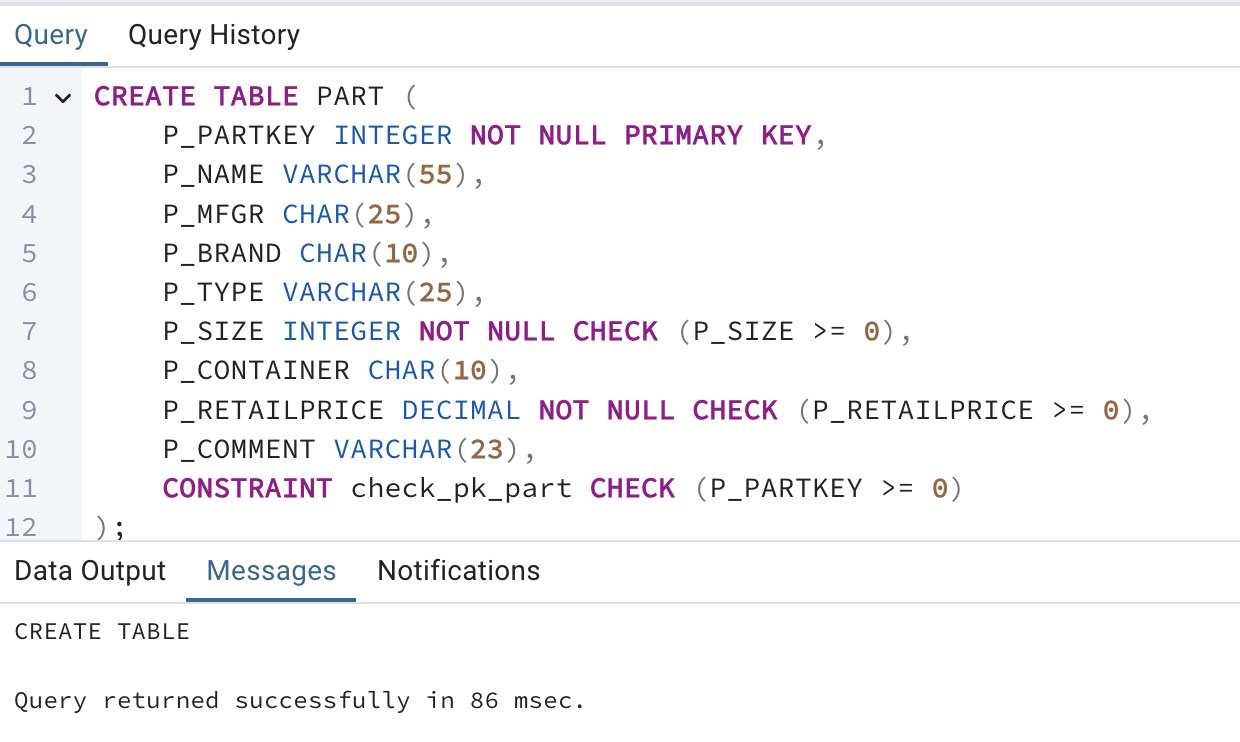 Query Query History
1 CREATE TABLE PART (
2 P_PARTKEY INTEGER NOT NULL PRIMARY KEY,
3 P_NAME VARCHAR(55),
4 P_MFGR CHAR(25),
5 P_BRAND CHAR(10),
6 P_TYPE VARCHAR(25),
7 P_SIZE INTEGER NOT NULL CHECK (P_SIZE >= 0),
8 P_CONTAINER CHAR(10),
9 P_RETAILPRICE DECIMAL NOT NULL CHECK (P_RETAILPRICE >= 0),
10 P_COMMENT VARCHAR(23),
11 CONSTRAINT check_pk_part CHECK (P_PARTKEY >= 0)
12 );
Data Output Messages Notifications
CREATE TABLE
Query returned successfully in 86 msec.